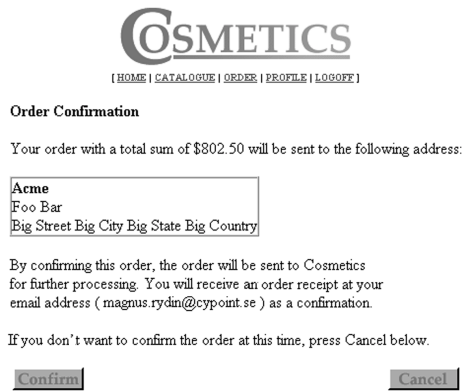 COSMETICS
[ HOME | CATALOGUE | ORDER | PROFILE | LOGOFF ]
Order Confirmation
Your order with a total sum of $802.50 will be sent to the following address:
Acme
Foo Bar
Big Street Big City Big State Big Country
By confirming this order, the order will be sent to Cosmetics
for further processing. You will receive an order receipt at your
email address ( magnus.rydin@cypoint.se ) as a confirmation.
If you don't want to confirm the order at this time, press Cancel below.
Confirm Cancel